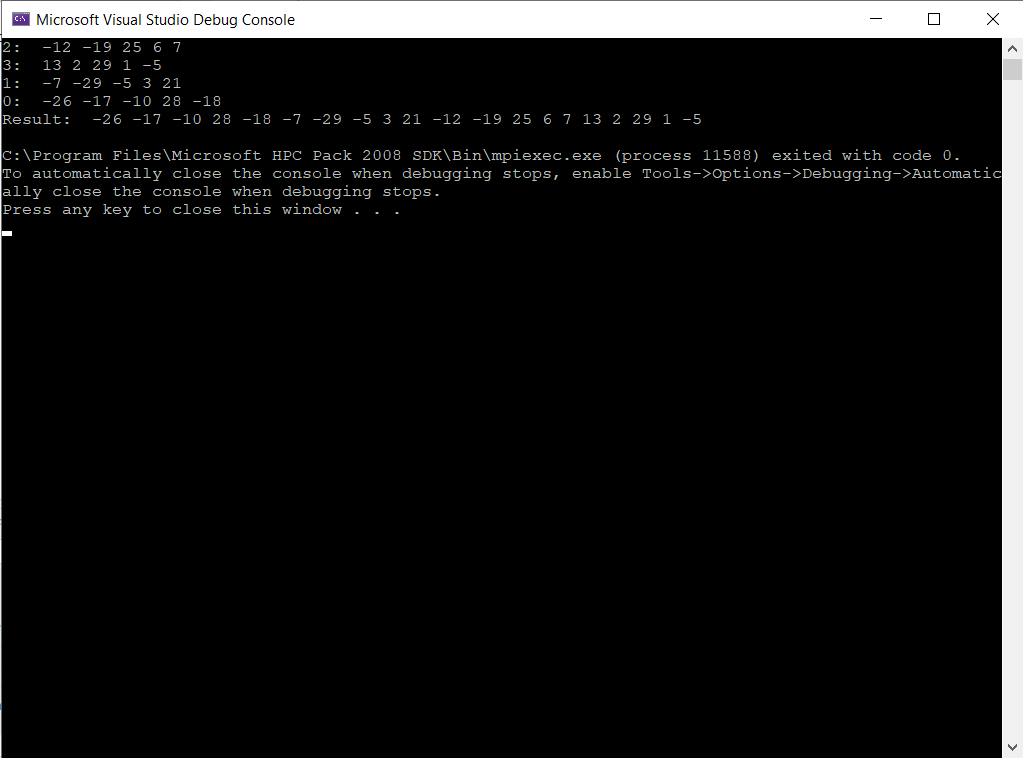 Microsoft Visual Studio Debug Console
2:  -12 -19 25 6 7
3:  13 2 29 1 -5
1:  -7 -29 -5 3 21
0:  -26 -17 -10 28 -18
Result:  -26 -17 -10 28 -18 -7 -29 -5 3 21 -12 -19 25 6 7 13 2 29 1 -5
C:\Program Files\Microsoft HPC Pack 2008 SDK\Bin\mpiexec.exe (process 11588) exited with code 0.
To automatically close the console when debugging stops, enable Tools->Options->Debugging->Automatic
ally close the console when debugging stops.
Press any key to close this window . . .